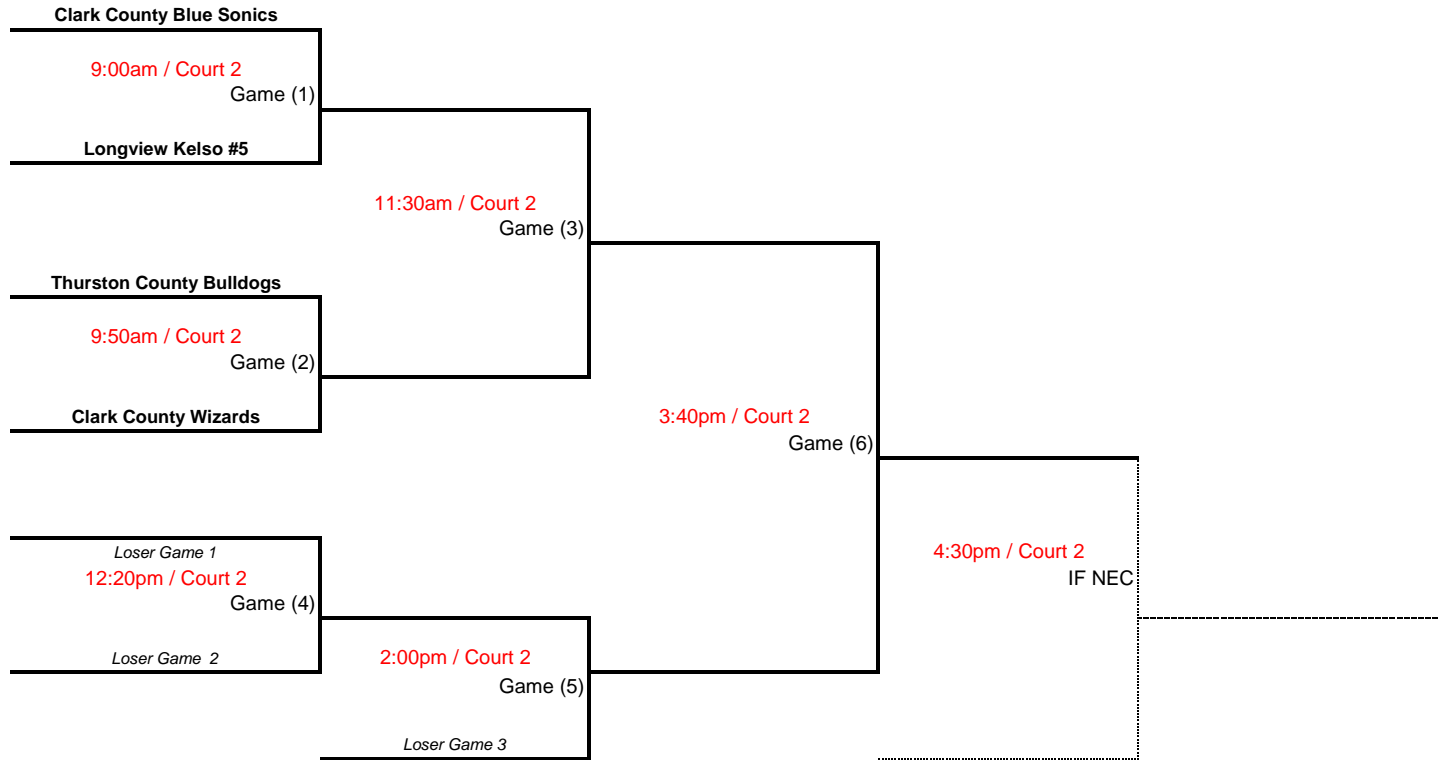 Clark County Blue Sonics
9:00am / Court 2
Game (1)
Longview Kelso #5
11:30am / Court 2
Game (3)
Thurston County Bulldogs
9:50am / Court 2
Game (2)
Clark County Wizards
3:40pm / Court 2
Game (6)
Loser Game 1
12:20pm / Court 2
Game (4)
4:30pm / Court 2
IF NEC
Loser Game 2
2:00pm / Court 2
Game (5)
Loser Game 3